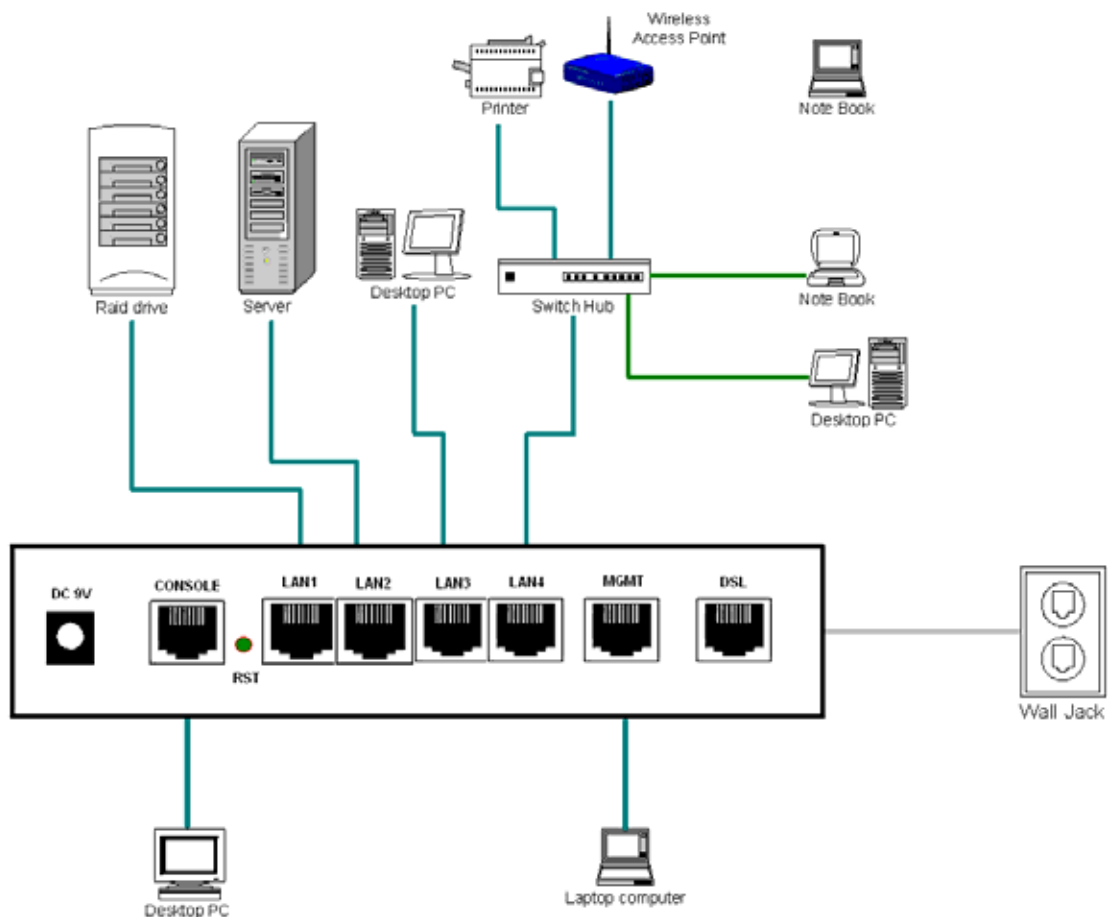 Wireless
Access Point
Printer
Note Book
Raid drive
Server
Desktop PC
Switch Hub
Note Book
Desktop PC
DC 9V
CONSOLE
LAN1
LAN2
LAN3
LAN4
MGMT
DSL
RST
Wall Jack
Desktop PC
Laptop computer